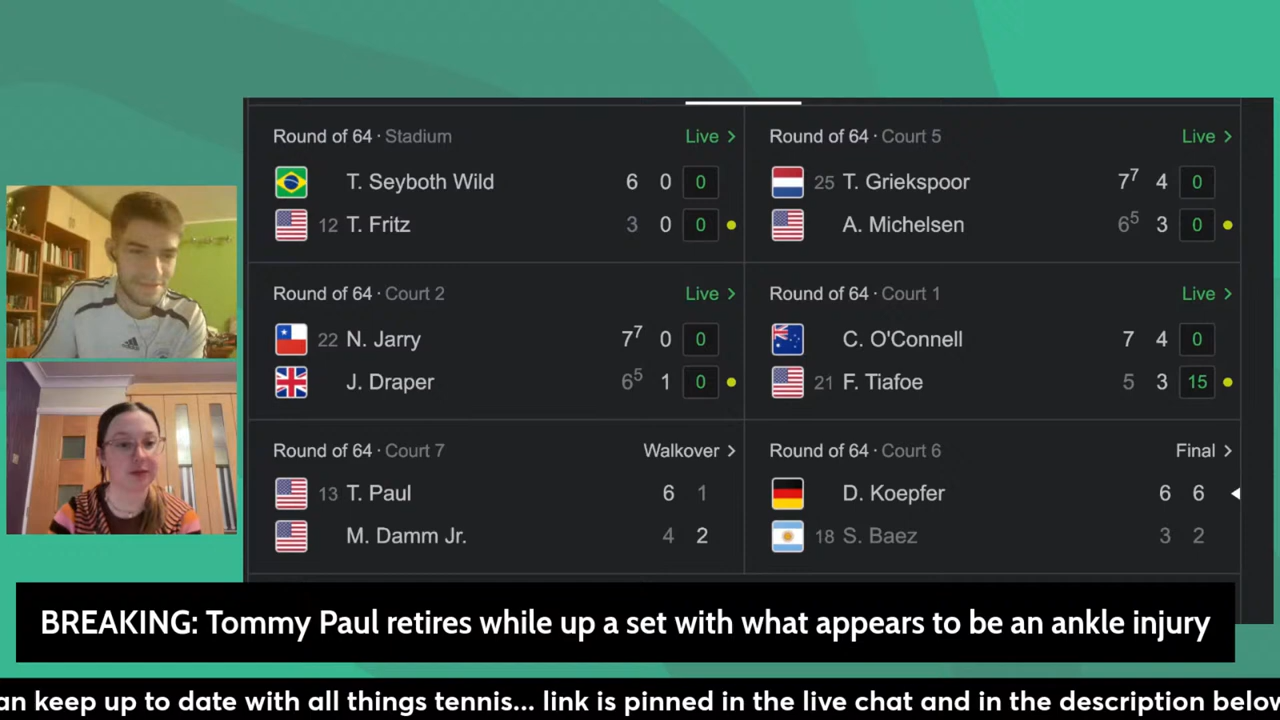 Round of 64 · Stadium Live >
T. Seyboth Wild 6 0 0
12 T. Fritz 3 0 0
Round of 64 · Court 5 Live >
25 T. Griekspoor 7⁷ 4 0
A. Michelsen 6⁵ 3 0
Round of 64 · Court 2 Live >
22 N. Jarry 7⁷ 0 0
J. Draper 6⁵ 1 0
Round of 64 · Court 1 Live >
C. O'Connell 7 4 0
21 F. Tiafoe 5 3 15
Round of 64 · Court 7 Walkover >
13 T. Paul 6 1
M. Damm Jr. 4 2
Round of 64 · Court 6 Final >
D. Koepfer 6 6
18 S. Baez 3 2
BREAKING: Tommy Paul retires while up a set with what appears to be an ankle injury
an keep up to date with all things tennis... link is pinned in the live chat and in the description below